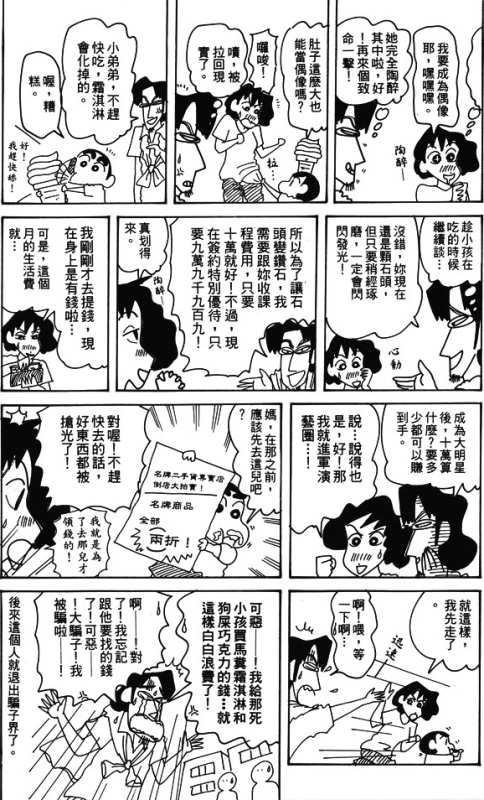 我要成為偶像
耶，嘿嘿嘿。
陶醉
她完全陶醉
其中啦，好
！再來個致
命一擊！
肚子這麼大也
能當偶像嗎？
囉唆！
嘖，被
拉回現
實了。
拉
小弟弟，不趕
快吃，霜淇淋
會化掉的。
喔，糟
糕。
好！
我趕快舔！
趁小孩在
吃的時候
繼續談…
沒錯，妳現在
還是顆石頭，
但只要稍經琢
磨，一定會閃
閃發光！
心動
所以為了讓石
頭變鑽石，我
需要跟妳收課
程費用，只要
十萬就好！不過，現
在簽約特別優待，只
要九萬九千九百九！
真划得
來。
陶醉
我剛剛才去提錢，現
在身上是有錢啦…
可是，這個
月的生活費
就…
成為大明星
後，十萬算
什麼？要多
少都可以賺
到手。
說…說得也
是，好！那
我就進軍演
藝圈…！
媽，在那之前，
應該先去這兒吧
？
名牌二手貨專賣店
倒店大拍賣！
名牌商品
全部
兩折！
對喔！不趕
快去的話，
好東西都被
搶光了！
我就是為
了去那兒才
領錢的！
就這樣，
我先走了
。
迅速
啊！喂，等
一下啊…
可惡——！我給那死
小孩買馬糞霜淇淋和
狗屎巧克力的錢…就
這樣白白浪費了！
啊！——對
了！我忘記
跟他要找的錢
了！可惡——
！大騙子！我
被騙啦！
後來這個人就退出騙子界了。